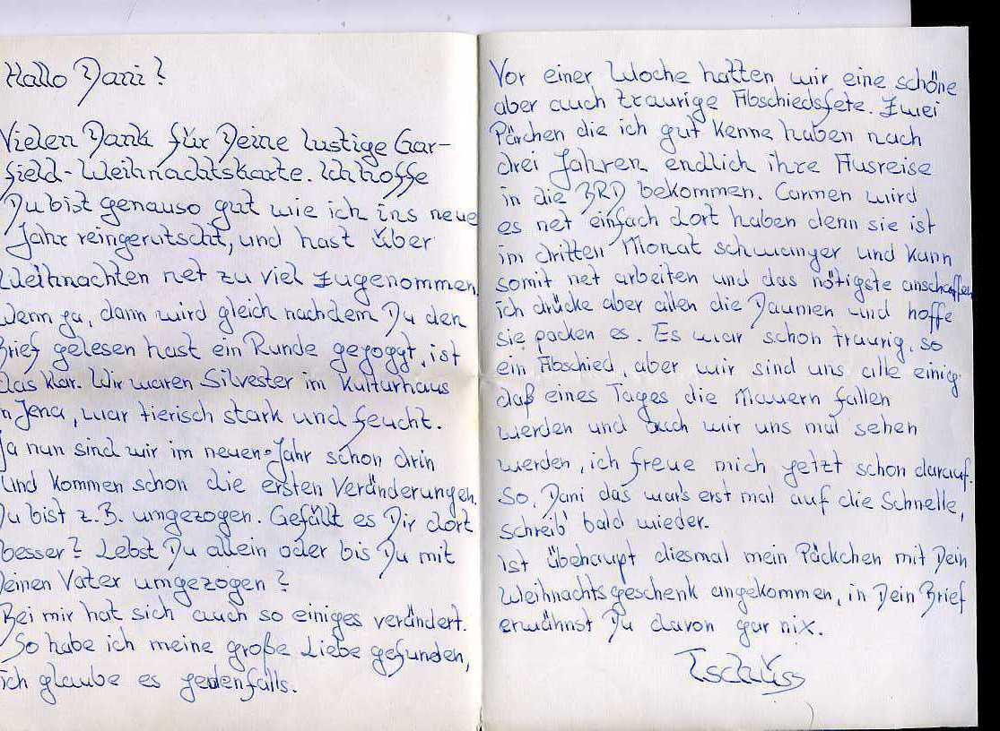 Hallo Dani!
Vielen Dank für Deine lustige Gar-
field-Weihnachtskarte. Ich hoffe
Du bist genauso gut wie ich ins neue
Jahr reingerutscht, und hast über
Weihnachten net zu viel zugenommen.
Wenn ja, dann wird gleich nachdem Du den
Brief gelesen hast ein Runde gejoggt, ist
das klar. Wir waren Silvester im Kulturhaus
in Jena, war tierisch stark und feucht.
Ja nun sind wir im neuen Jahr schon drin
und kommen schon die ersten Veränderungen.
Du bist z.B. umgezogen. Gefällt es Dir dort
besser? Lebst Du allein oder bis Du mit
Deinen Vater umgezogen?
Bei mir hat sich auch so einiges verändert.
So habe ich meine große Liebe gefunden,
ich glaube es jedenfalls.
Vor einer Woche hatten wir eine schöne
aber auch traurige Abschiedsfete. Zwei
Pärchen die ich gut kenne haben nach
drei Jahren endlich ihre Ausreise
in die BRD bekommen. Carmen wird
es net einfach dort haben denn sie ist
im dritten Monat schwanger und kann
somit net arbeiten und das nötigste anschaffen
ich drücke aber allen die Daumen und hoffe
sie packen es. Es war schon traurig, so
ein Abschied, aber wir sind uns alle einig
daß eines Tages die Mauern fallen
werden und auch wir uns mal sehen
werden, ich freue mich jetzt schon darauf.
So, Dani das wars erst mal auf die Schnelle,
schreib' bald wieder.
Ist übehaupt diesmal mein Päckchen mit Dein
Weihnachtsgeschenk angekommen, in Dein Brief
erwähnst Du davon gar nix.
Tschüss